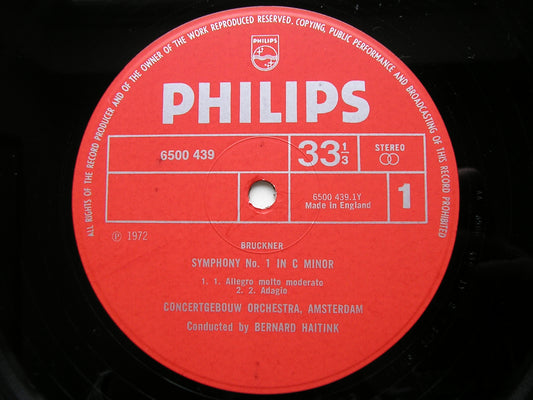 ALL RIGHTS OF THE RECORD PRODUCER AND OF THE OWNER OF THE WORK REPRODUCED RESERVED. COPYING, PUBLIC PERFORMANCE AND BROADCASTING OF THIS RECORD PROHIBITED
PHILIPS
PHILIPS
6500 439
33 1/3
STEREO
6500 439.1Y
Made in England
1
Ⓟ 1972
BRUCKNER
SYMPHONY No. 1 IN C MINOR
1. 1. Allegro molto moderato
2. 2. Adagio
CONCERTGEBOUW ORCHESTRA, AMSTERDAM
Conducted by BERNARD HAITINK